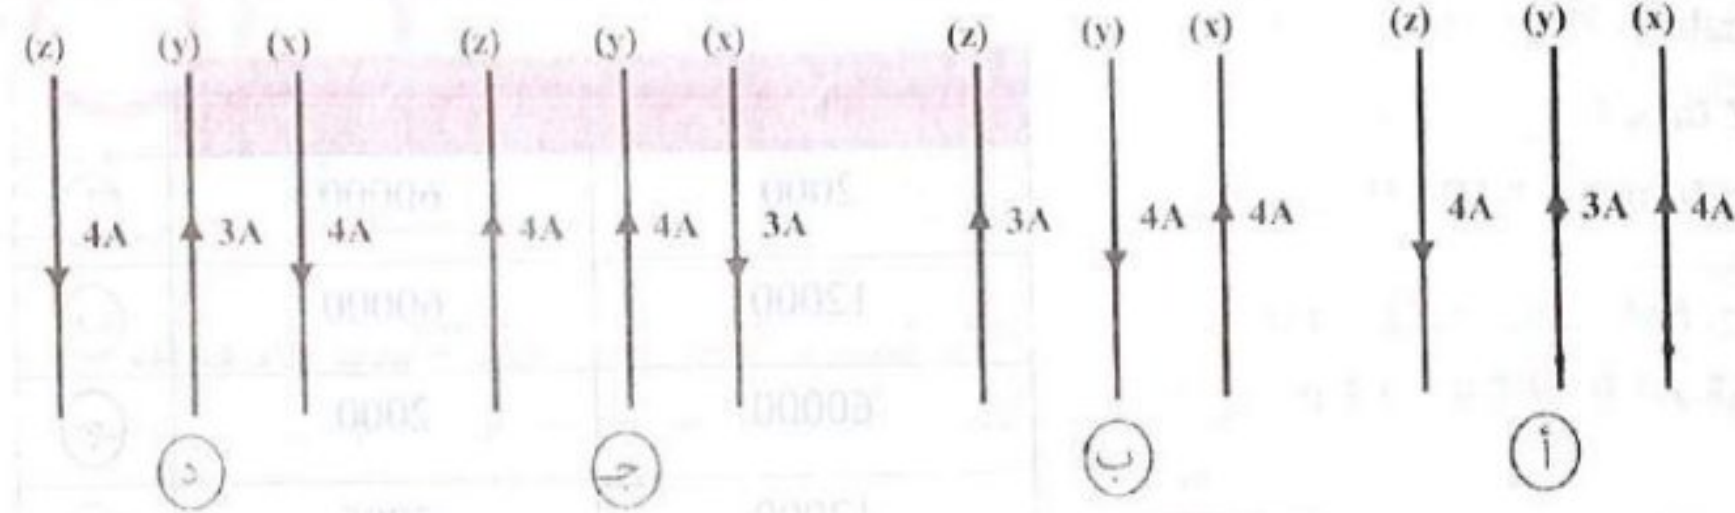 (z) (y) (x) (z) (y) (x) (z) (y) (x) (z) (y) (x)
4A 3A 4A 4A 4A 3A 3A 4A 4A 4A 3A 4A
د جـ ب أ